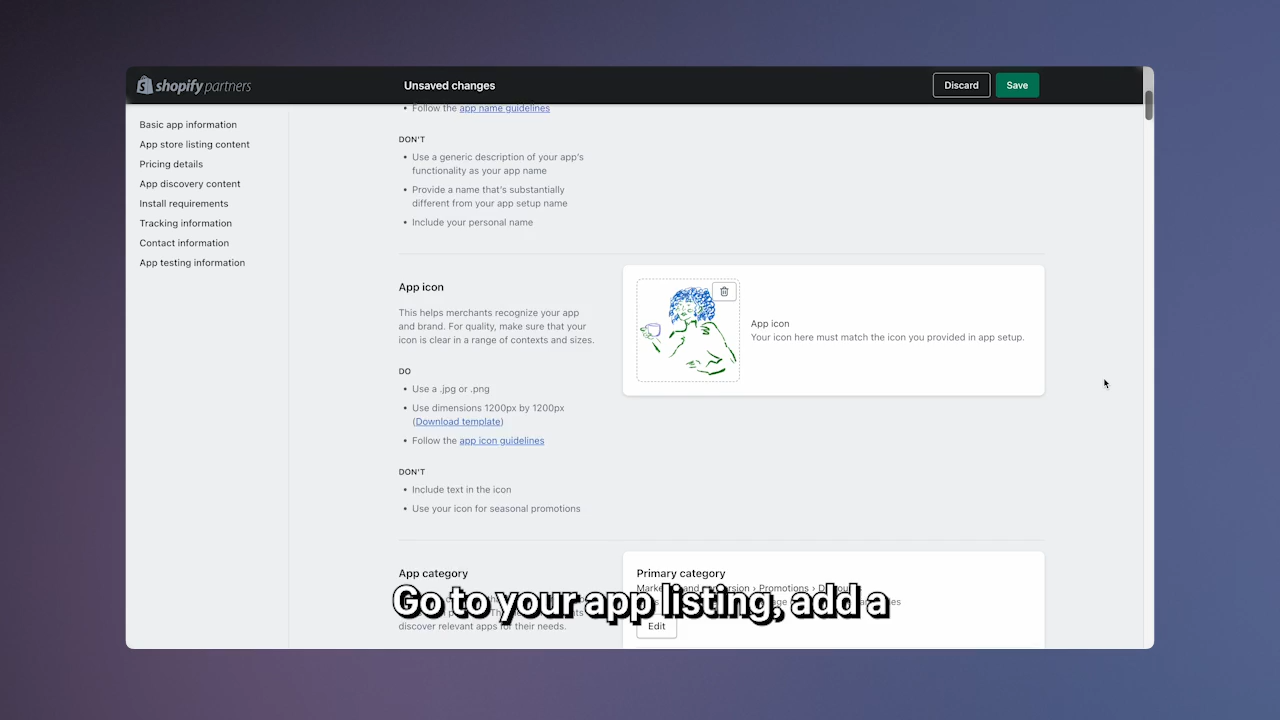 shopify partners
Unsaved changes
Discard
Save
Basic app information
App store listing content
Pricing details
App discovery content
Install requirements
Tracking information
Contact information
App testing information
• Follow the app name guidelines
DON'T
• Use a generic description of your app's
functionality as your app name
• Provide a name that's substantially
different from your app setup name
• Include your personal name
App icon
This helps merchants recognize your app
and brand. For quality, make sure that your
icon is clear in a range of contexts and sizes.
DO
• Use a .jpg or .png
• Use dimensions 1200px by 1200px
(Download template)
• Follow the app icon guidelines
DON'T
• Include text in the icon
• Use your icon for seasonal promotions
App icon
Your icon here must match the icon you provided in app setup.
App category
discover relevant apps for their needs.
Primary category
› Promotions ›
Edit
Go to your app listing, add a